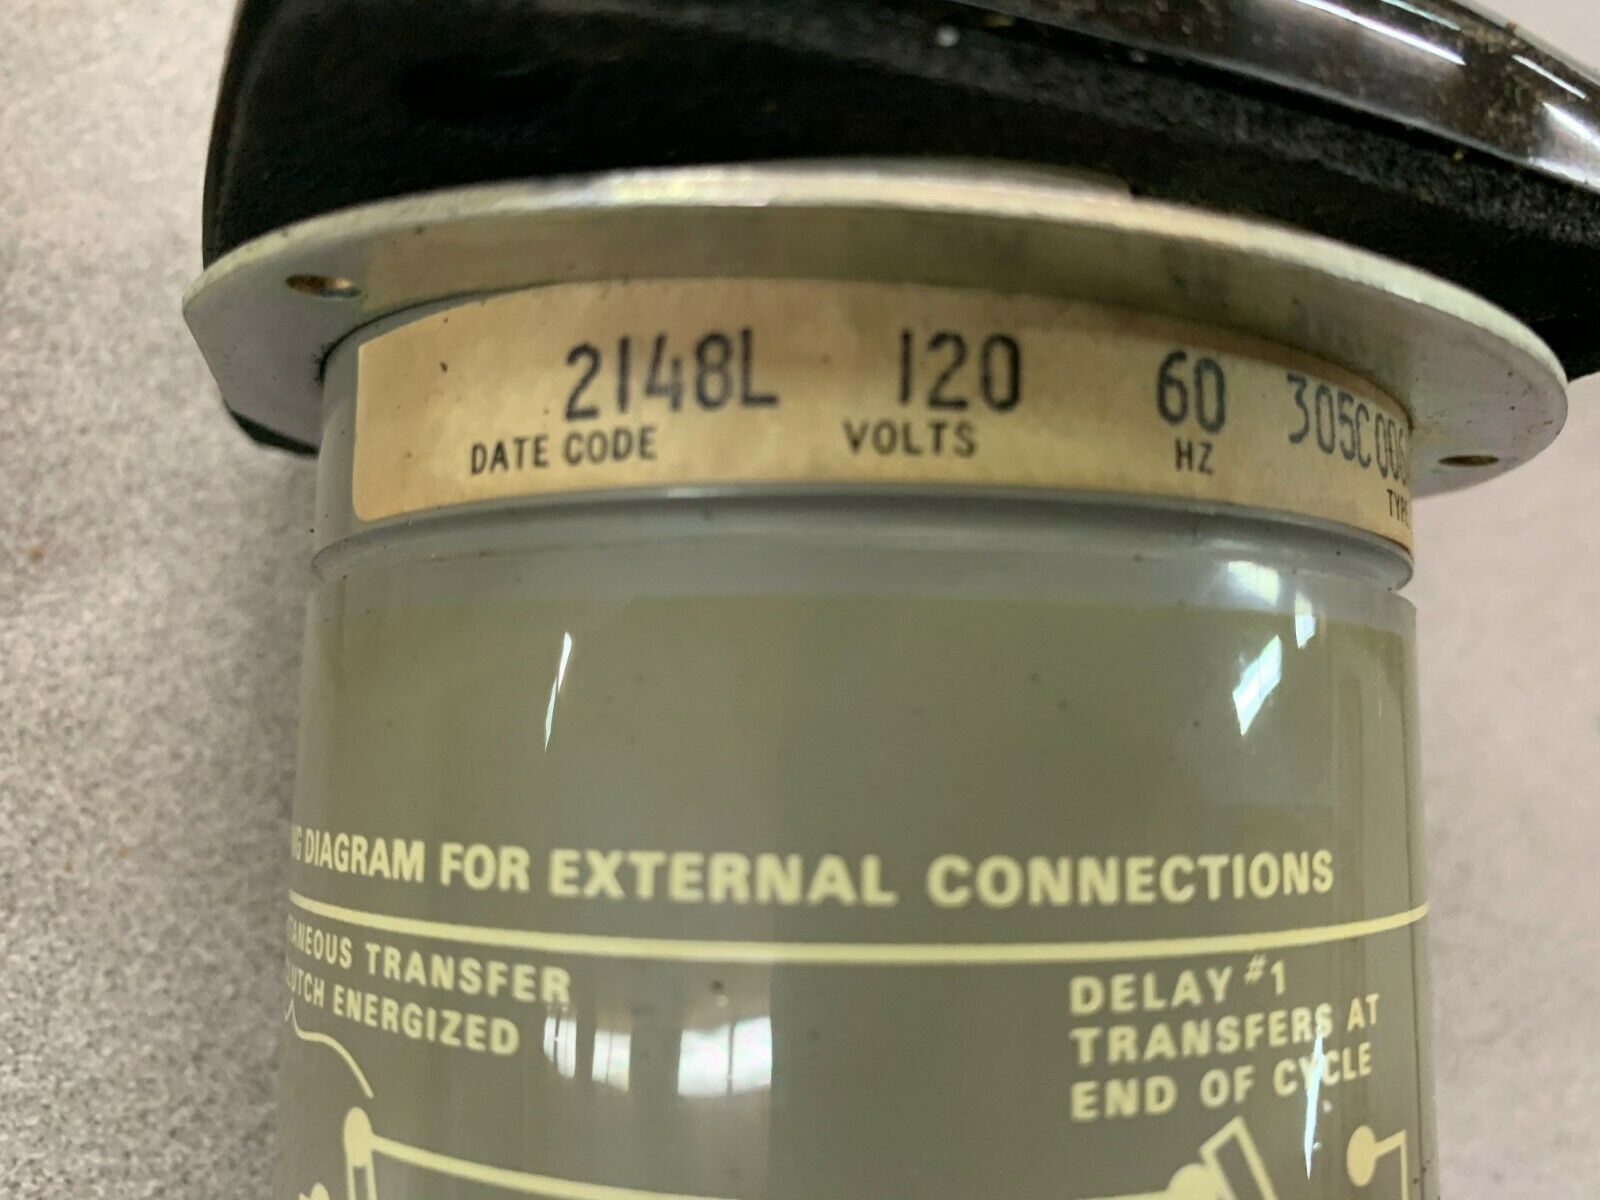 2148L 120 60
DATE CODE VOLTS HZ
DIAGRAM FOR EXTERNAL CONNECTIONS
TRANSFER
ENERGIZED
DELAY #1
TRANSFERS AT
END OF CYCLE